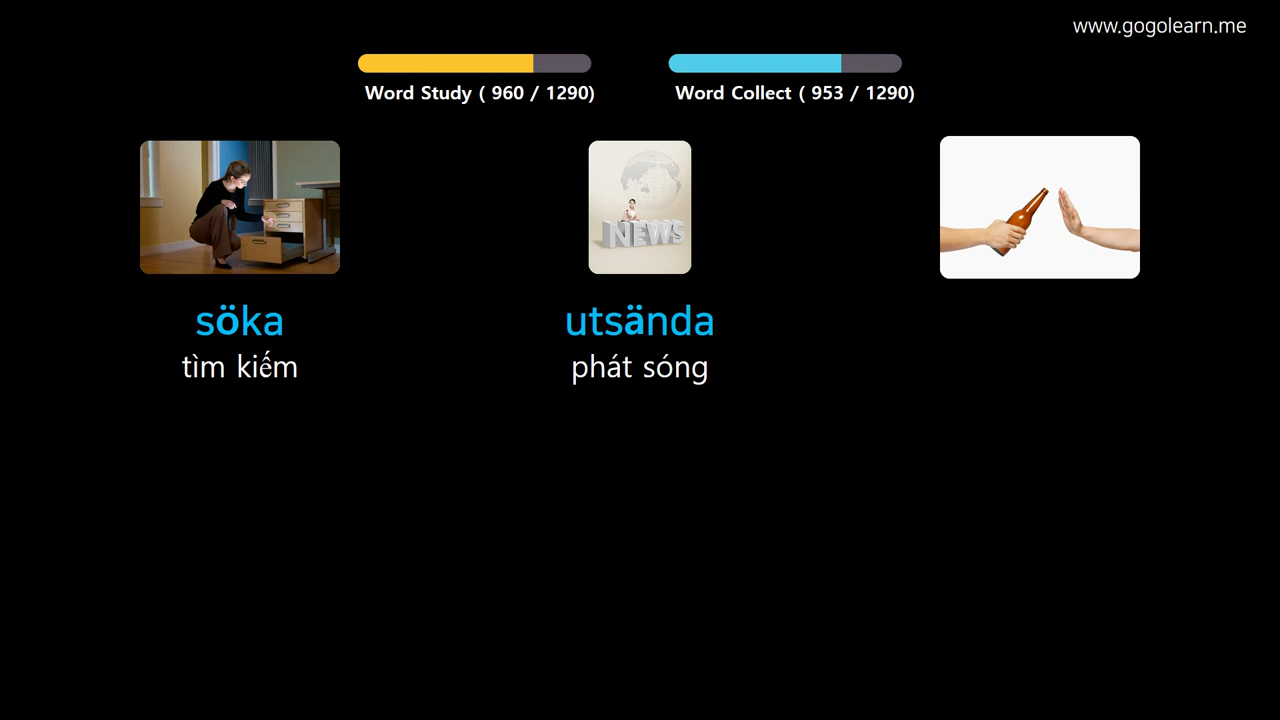 www.gogolearn.me
Word Study ( 960 / 1290)
Word Collect ( 953 / 1290)
NEWS
söka
utsända
tìm kiếm
phát sóng